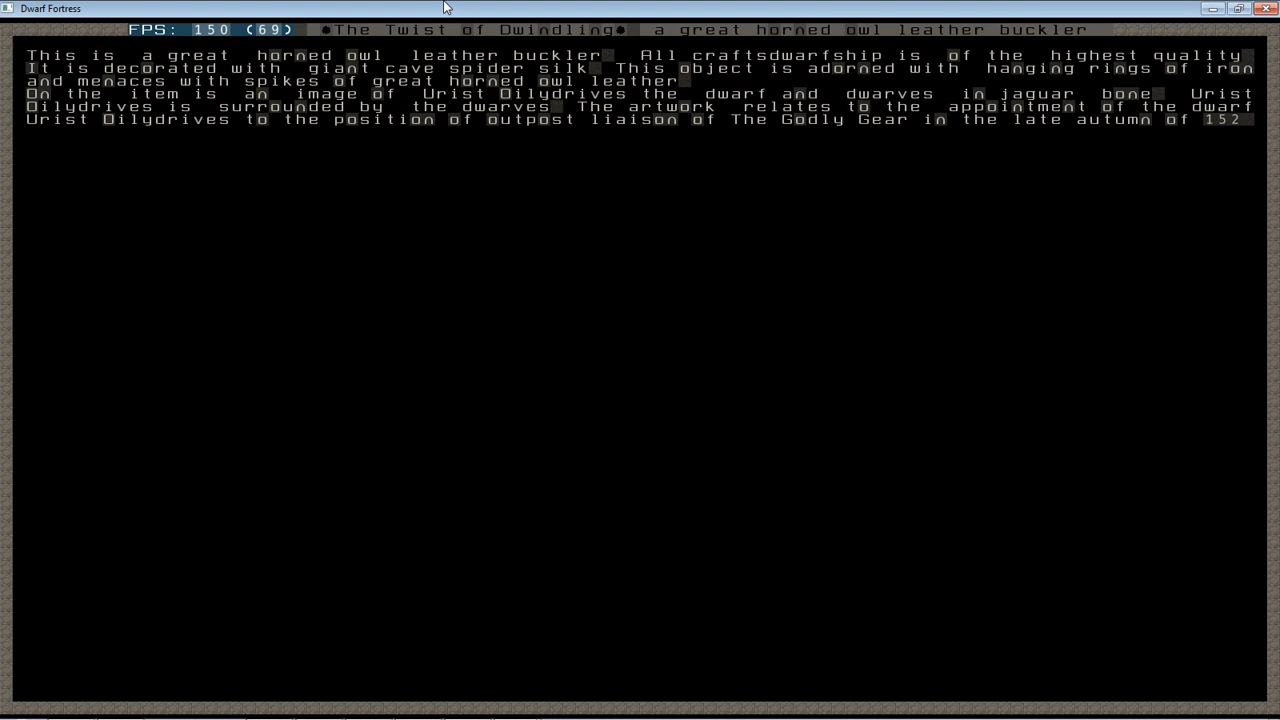 Dwarf Fortress
FPS: 150 (69) The Twist of Dwindling a great horned owl leather buckler
This is a great horned owl leather buckler All craftsdwarfship is of the highest quality
It is decorated with giant cave spider silk This object is adorned with hanging rings of iron
and menaces with spikes of great horned owl leather
On the item is an image of Urist Oilydrives the dwarf and dwarves in jaguar bone Urist
Oilydrives is surrounded by the dwarves The artwork relates to the appointment of the dwarf
Urist Oilydrives to the position of outpost liaison of The Godly Gear in the late autumn of 152